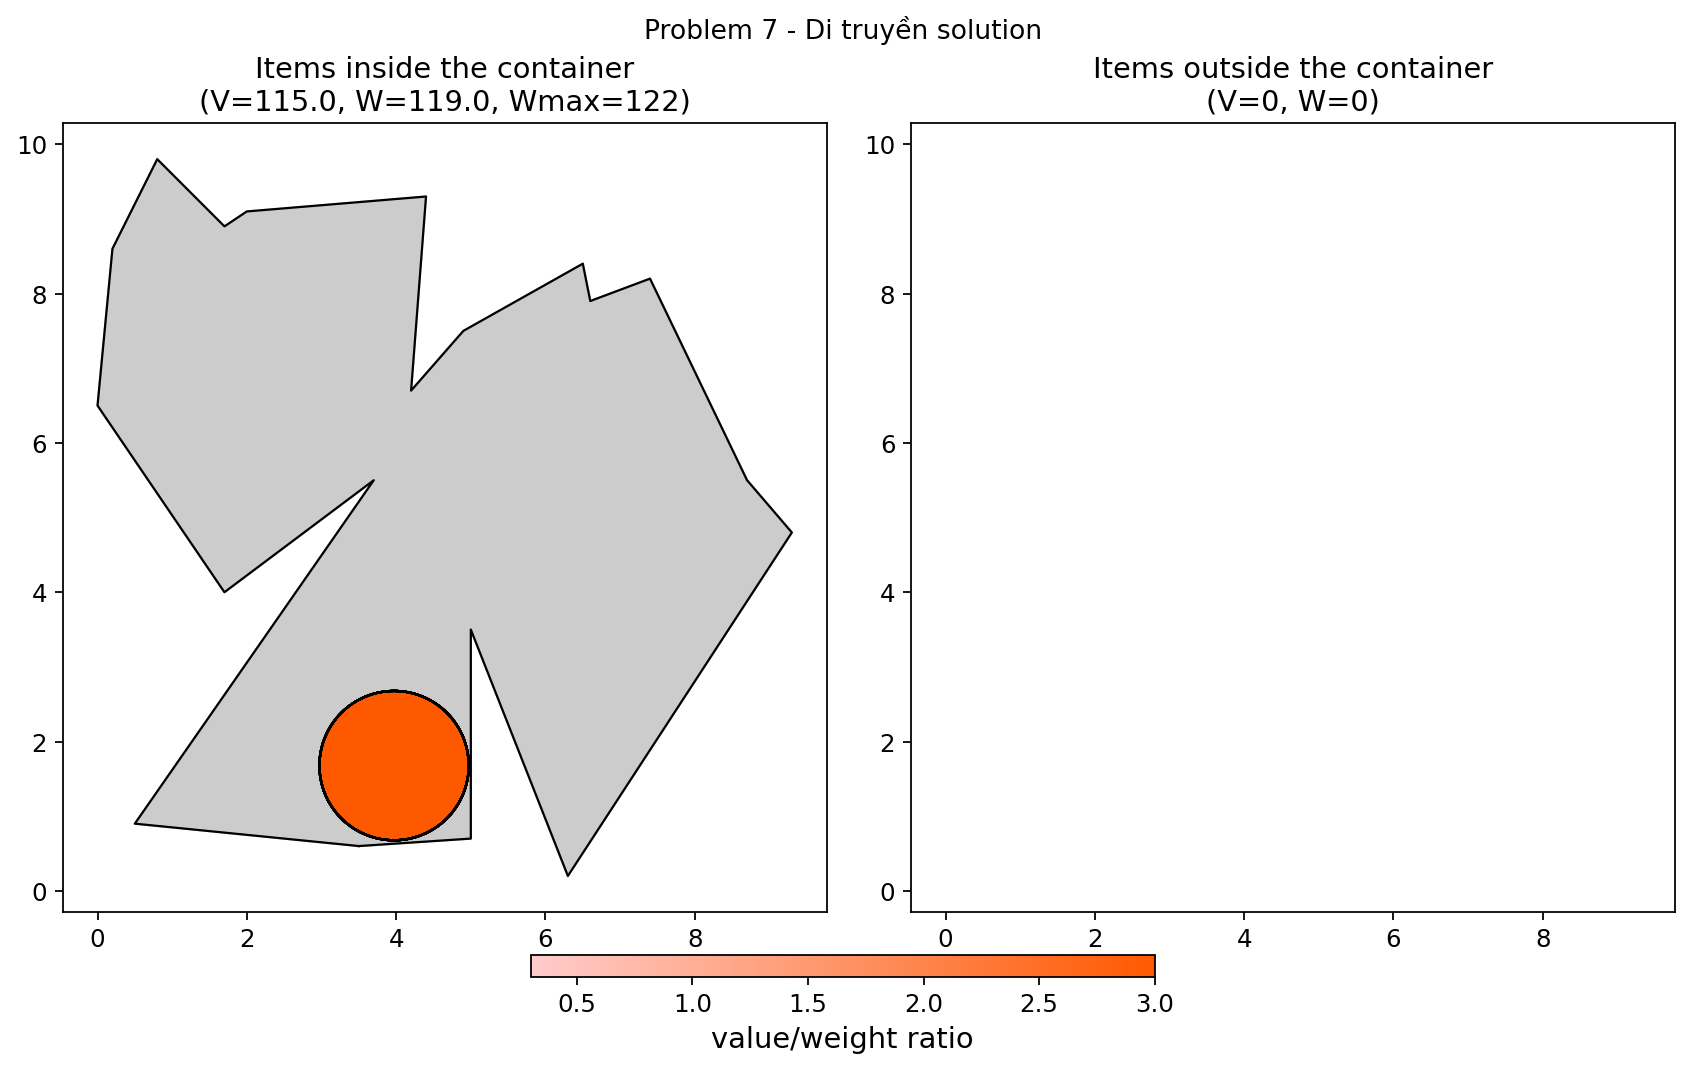 Problem 7 - Di truyền solution
Items inside the container
(V=115.0, W=119.0, Wmax=122)
Items outside the container
(V=0, W=0)
10
8
6
4
2
0
0 2 4 6 8
10
8
6
4
2
0
0 2 4 6 8
0.5 1.0 1.5 2.0 2.5 3.0
value/weight ratio